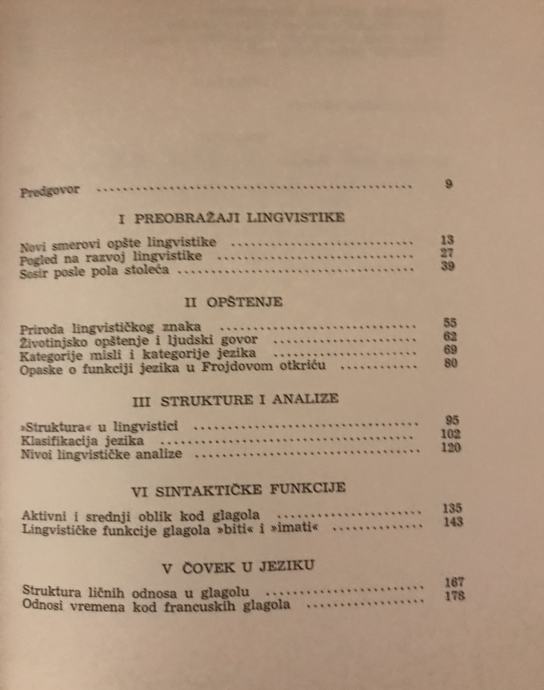 Predgovor ........................................ 9
I PREOBRAŽAJI LINGVISTIKE
Novi smerovi opšte lingvistike ........................ 13
Pogled na razvoj lingvistike .......................... 27
Sosir posle pola stoleća .............................. 39
II OPŠTENJE
Priroda lingvističkog znaka .......................... 55
Životinjsko opštenje i ljudski govor .................. 62
Kategorije misli i kategorije jezika .................. 69
Opaske o funkciji jezika u Frojdovom otkriću ............ 80
III STRUKTURE I ANALIZE
»Struktura« u lingvistici ............................ 95
Klasifikacija jezika ................................ 102
Nivoi lingvističke analize ............................ 120
VI SINTAKTIČKE FUNKCIJE
Aktivni i srednji oblik kod glagola .................. 135
Lingvističke funkcije glagola »biti« i »imati« ............ 143
V ČOVEK U JEZIKU
Struktura ličnih odnosa u glagolu .................... 167
Odnosi vremena kod francuskih glagola ................ 178